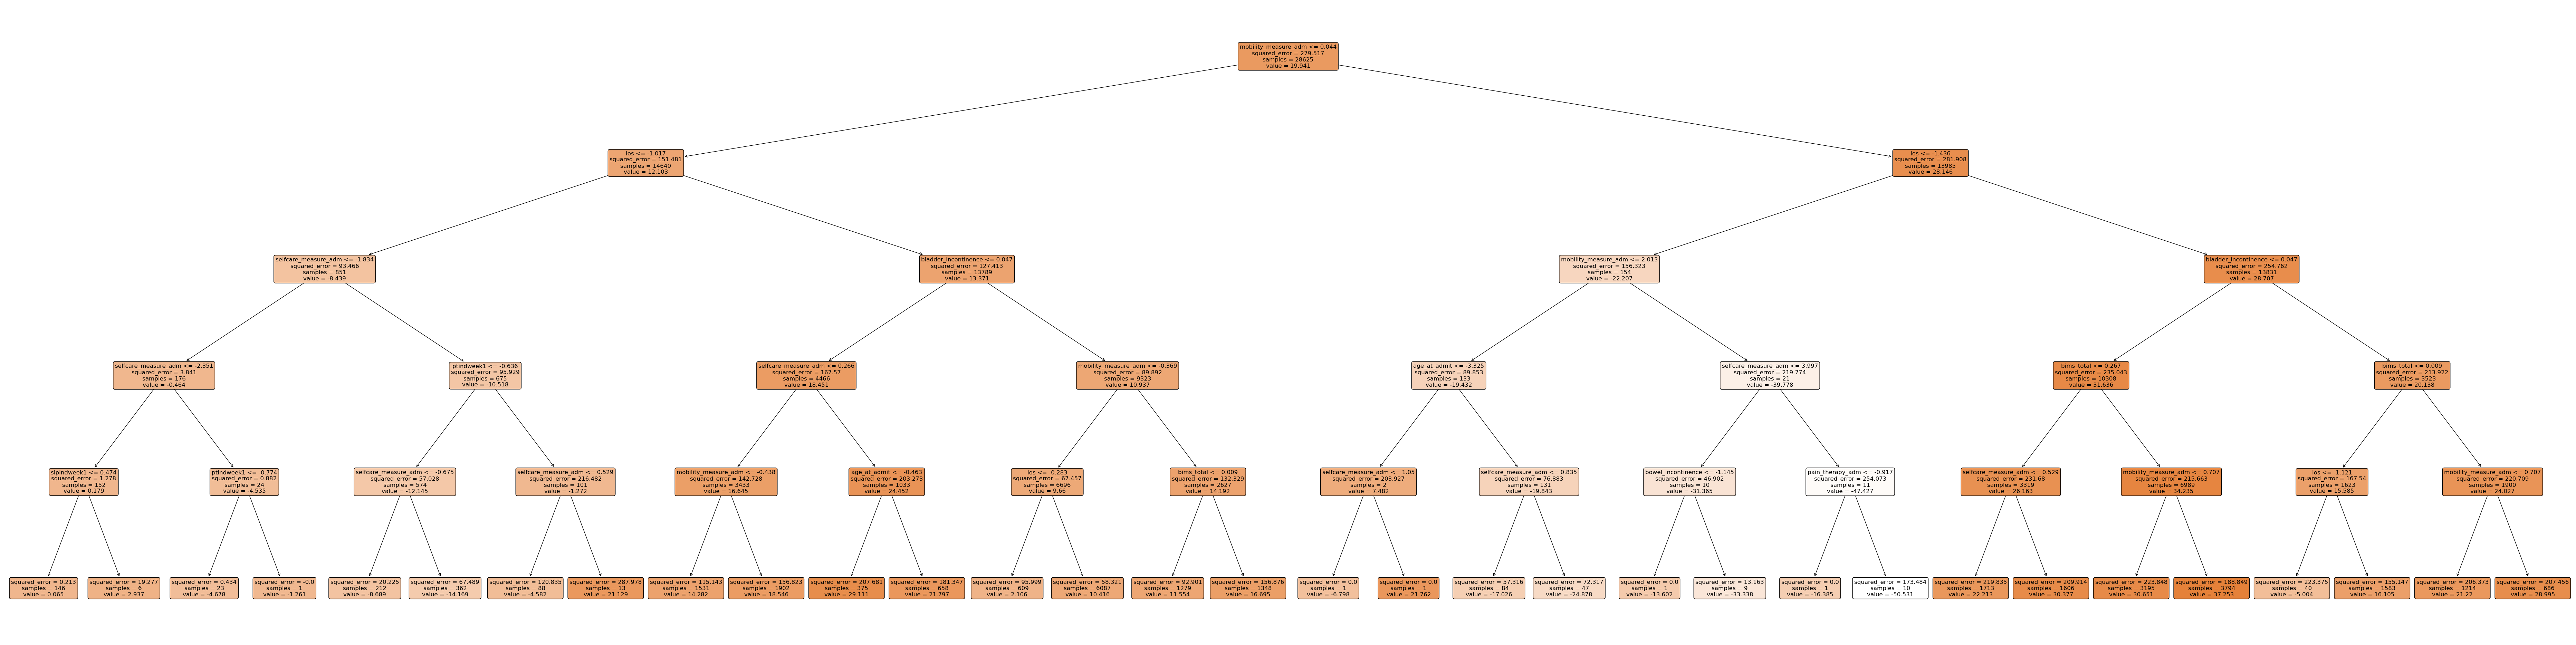 mobility_measure_adm <= 0.044
squared_error = 279.517
samples = 28625
value = 19.941
los <= -1.017
squared_error = 151.481
samples = 14640
value = 12.103
los <= -1.436
squared_error = 281.908
samples = 13985
value = 28.146
selfcare_measure_adm <= -1.834
squared_error = 93.466
samples = 851
value = -8.439
bladder_incontinence <= 0.047
squared_error = 127.413
samples = 13789
value = 13.371
mobility_measure_adm <= 2.013
squared_error = 156.323
samples = 154
value = -22.207
bladder_incontinence <= 0.047
squared_error = 254.762
samples = 13831
value = 28.707
selfcare_measure_adm <= -2.351
squared_error = 3.841
samples = 176
value = -0.464
ptindweek1 <= -0.636
squared_error = 95.929
samples = 675
value = -10.518
selfcare_measure_adm <= 0.266
squared_error = 167.57
samples = 4466
value = 18.451
mobility_measure_adm <= -0.369
squared_error = 89.892
samples = 9323
value = 10.937
age_at_admit <= -3.325
squared_error = 89.853
samples = 133
value = -19.432
selfcare_measure_adm <= 3.997
squared_error = 219.774
samples = 21
value = -39.778
bims_total <= 0.267
squared_error = 235.043
samples = 10308
value = 31.636
bims_total <= 0.009
squared_error = 213.922
samples = 3523
value = 20.138
slpindweek1 <= 0.474
squared_error = 1.278
samples = 152
value = 0.179
ptindweek1 <= -0.774
squared_error = 0.882
samples = 24
value = -4.535
selfcare_measure_adm <= -0.675
squared_error = 57.028
samples = 574
value = -12.145
selfcare_measure_adm <= 0.529
squared_error = 216.482
samples = 101
value = -1.272
mobility_measure_adm <= -0.438
squared_error = 142.728
samples = 3433
value = 16.645
age_at_admit <= -0.463
squared_error = 203.273
samples = 1033
value = 24.452
los <= -0.283
squared_error = 67.457
samples = 6696
value = 9.66
bims_total <= 0.009
squared_error = 132.329
samples = 2627
value = 14.192
selfcare_measure_adm <= 1.05
squared_error = 203.927
samples = 2
value = 7.482
selfcare_measure_adm <= 0.835
squared_error = 76.883
samples = 131
value = -19.843
bowel_incontinence <= -1.145
squared_error = 46.902
samples = 10
value = -31.365
pain_therapy_adm <= -0.917
squared_error = 254.073
samples = 11
value = -47.427
selfcare_measure_adm <= 0.529
squared_error = 231.68
samples = 3319
value = 26.163
mobility_measure_adm <= 0.707
squared_error = 215.663
samples = 6989
value = 34.235
los <= -1.121
squared_error = 167.54
samples = 1623
value = 15.585
mobility_measure_adm <= 0.707
squared_error = 220.709
samples = 1900
value = 24.027
squared_error = 0.213
samples = 146
value = 0.065
squared_error = 19.277
samples = 6
value = 2.937
squared_error = 0.434
samples = 23
value = -4.678
squared_error = -0.0
samples = 1
value = -1.261
squared_error = 20.225
samples = 212
value = -8.689
squared_error = 67.489
samples = 362
value = -14.169
squared_error = 120.835
samples = 88
value = -4.582
squared_error = 287.978
samples = 13
value = 21.129
squared_error = 115.143
samples = 1531
value = 14.282
squared_error = 156.823
samples = 1902
value = 18.546
squared_error = 207.681
samples = 375
value = 29.111
squared_error = 181.347
samples = 658
value = 21.797
squared_error = 95.999
samples = 609
value = 2.106
squared_error = 58.321
samples = 6087
value = 10.416
squared_error = 92.901
samples = 1279
value = 11.554
squared_error = 156.876
samples = 1348
value = 16.695
squared_error = 0.0
samples = 1
value = -6.798
squared_error = 0.0
samples = 1
value = 21.762
squared_error = 57.316
samples = 84
value = -17.026
squared_error = 72.317
samples = 47
value = -24.878
squared_error = 0.0
samples = 1
value = -13.602
squared_error = 13.163
samples = 9
value = -33.338
squared_error = 0.0
samples = 1
value = -16.385
squared_error = 173.484
samples = 10
value = -50.531
squared_error = 219.835
samples = 1713
value = 22.213
squared_error = 209.914
samples = 1606
value = 30.377
squared_error = 223.848
samples = 3195
value = 30.651
squared_error = 188.849
samples = 3794
value = 37.253
squared_error = 223.375
samples = 40
value = -5.004
squared_error = 155.147
samples = 1583
value = 16.105
squared_error = 206.373
samples = 1214
value = 21.22
squared_error = 207.456
samples = 686
value = 28.995